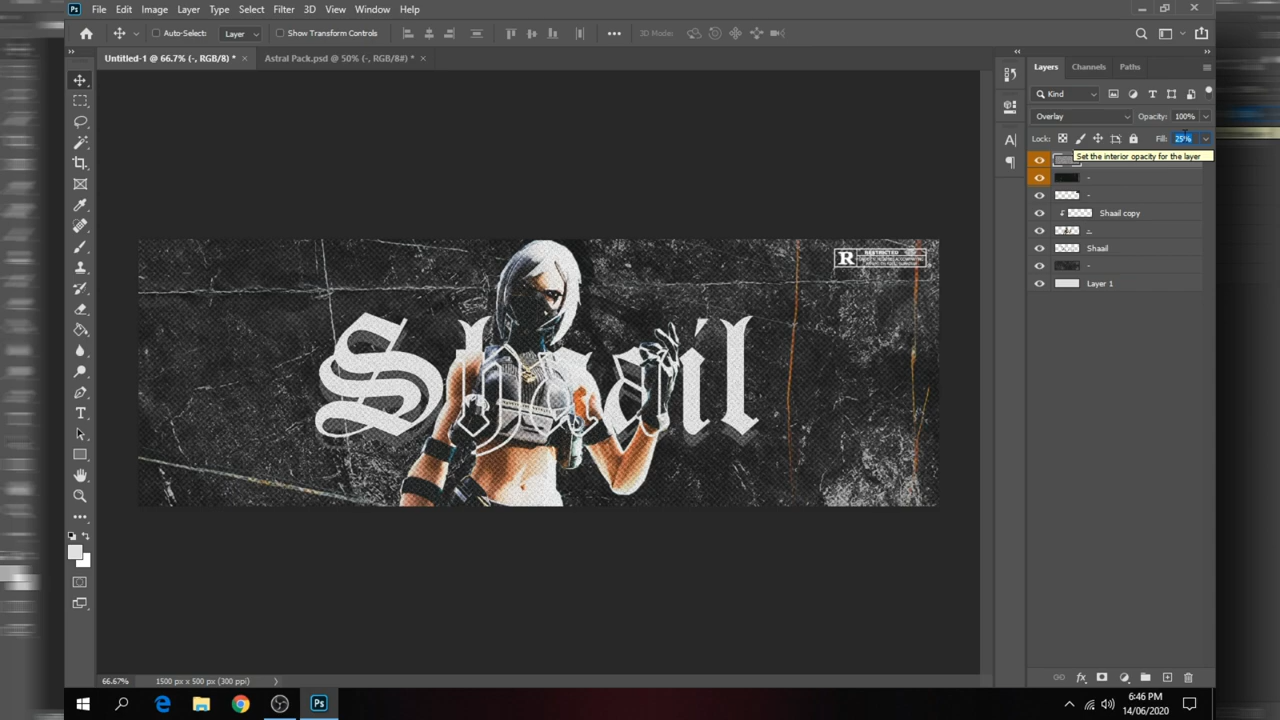 Ps File Edit Image Layer Type Select Filter 3D View Window Help
Auto-Select: Layer Show Transform Controls 3D Mode:
Untitled-1 @ 66.7% (-, RGB/8) * × Astral Pack.psd @ 50% (-, RGB/8#) * ×
Layers Channels Paths
Kind
Overlay Opacity: 100%
Lock: Fill: 25%
Set the interior opacity for the layer
-
-
Shaail copy
-
Shaail
-
Layer 1
R RESTRICTED
Shaail
66.67% 1500 px x 500 px (300 ppi)
Ps
6:46 PM
14/06/2020